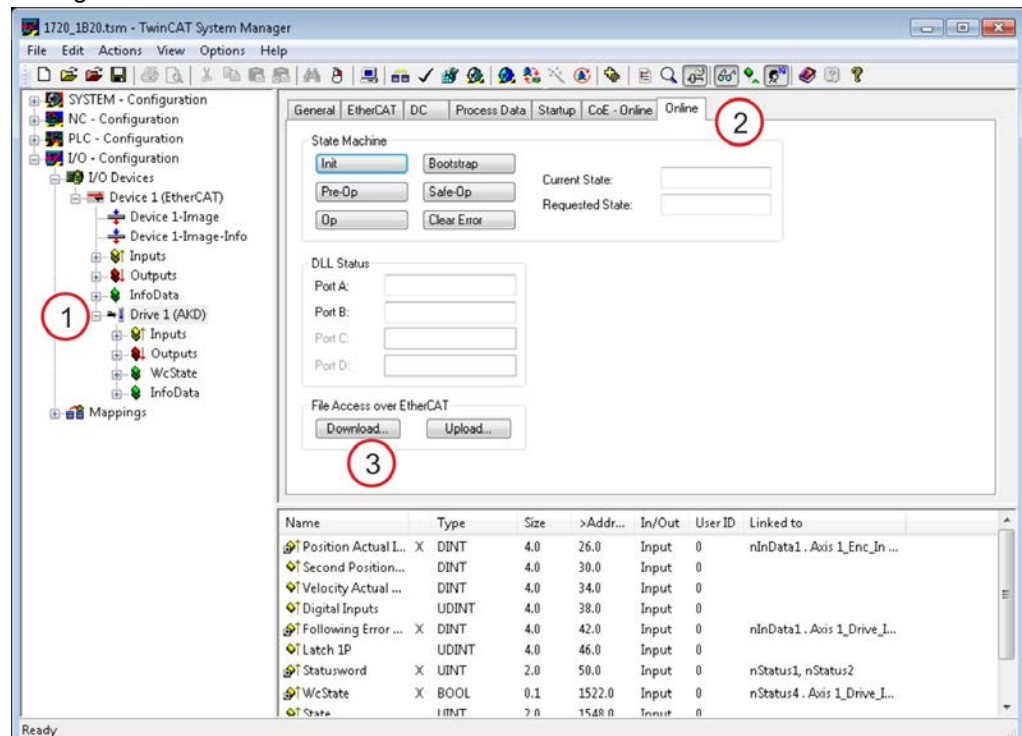 1720_1B20.tsm - TwinCAT System Manager
File Edit Actions View Options Help
SYSTEM - Configuration
NC - Configuration
PLC - Configuration
I/O - Configuration
I/O Devices
Device 1 (EtherCAT)
Device 1-Image
Device 1-Image-Info
Inputs
Outputs
InfoData
1
Drive 1 (AKD)
Inputs
Outputs
WcState
InfoData
Mappings
General EtherCAT DC Process Data Startup CoE - Online Online
2
State Machine
Init Bootstrap
Pre-Op Safe-Op Current State:
Op Clear Error Requested State:
DLL Status
Port A:
Port B:
Port C:
Port D:
File Access over EtherCAT
Download... Upload...
3
Name Type Size >Addr... In/Out User ID Linked to
Position Actual I... X DINT 4.0 26.0 Input 0 nInData1 . Axis 1_Enc_In ...
Second Position... DINT 4.0 30.0 Input 0
Velocity Actual ... DINT 4.0 34.0 Input 0
Digital Inputs UDINT 4.0 38.0 Input 0
Following Error ... X DINT 4.0 42.0 Input 0 nInData1 . Axis 1_Drive_I...
Latch 1P UDINT 4.0 46.0 Input 0
Statusword X UINT 2.0 50.0 Input 0 nStatus1, nStatus2
WcState X BOOL 0.1 1522.0 Input 0 nStatus4 . Axis 1_Drive_I...
State UINT 2.0 1548.0 Input 0
Ready